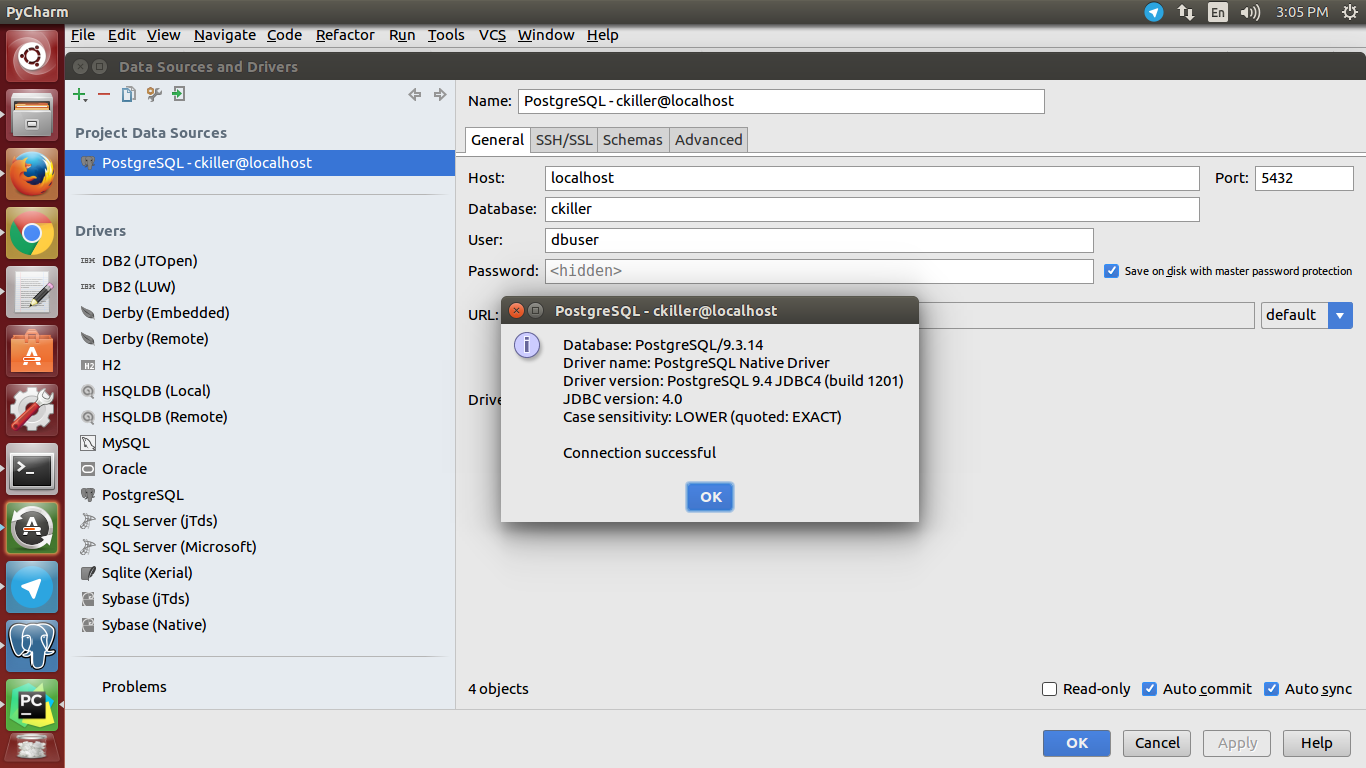 PyCharm
En
3:05 PM
File Edit View Navigate Code Refactor Run Tools VCS Window Help
Data Sources and Drivers
Project Data Sources
PostgreSQL - ckiller@localhost
Drivers
IBM DB2 (JTOpen)
IBM DB2 (LUW)
Derby (Embedded)
Derby (Remote)
H2 H2
HSQLDB (Local)
HSQLDB (Remote)
MySQL
Oracle
PostgreSQL
SQL Server (jTds)
SQL Server (Microsoft)
Sqlite (Xerial)
Sybase (jTds)
Sybase (Native)
Problems
Name: PostgreSQL - ckiller@localhost
General SSH/SSL Schemas Advanced
Host: localhost Port: 5432
Database: ckiller
User: dbuser
Password: <hidden> Save on disk with master password protection
URL: default
PostgreSQL - ckiller@localhost
Database: PostgreSQL/9.3.14
Driver name: PostgreSQL Native Driver
Driver version: PostgreSQL 9.4 JDBC4 (build 1201)
JDBC version: 4.0
Case sensitivity: LOWER (quoted: EXACT)
Connection successful
OK
Drive
4 objects
Read-only Auto commit Auto sync
OK Cancel Apply Help
PC